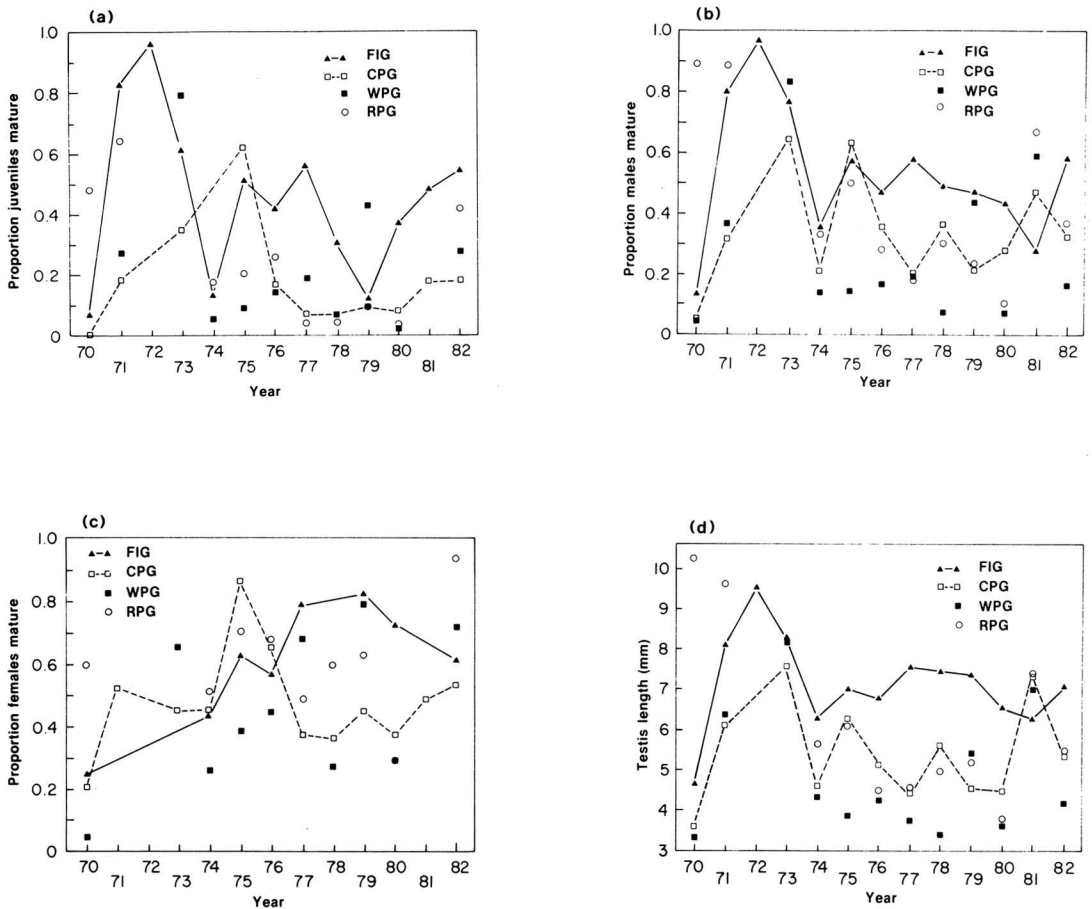 (a)
Proportion juveniles mature
1.0
0.8
0.6
0.4
0.2
0
FIG
CPG
WPG
RPG
70 71 72 73 74 75 76 77 78 79 80 81 82
Year
(b)
Proportion males mature
1.0
0.8
0.6
0.4
0.2
0
FIG
CPG
WPG
RPG
70 71 72 73 74 75 76 77 78 79 80 81 82
Year
(c)
Proportion females mature
1.0
0.8
0.6
0.4
0.2
0
FIG
CPG
WPG
RPG
70 71 72 73 74 75 76 77 78 79 80 81 82
Year
(d)
Testis length (mm)
10
9
8
7
6
5
4
3
FIG
CPG
WPG
RPG
70 71 72 73 74 75 76 77 78 79 80 81 82
Year